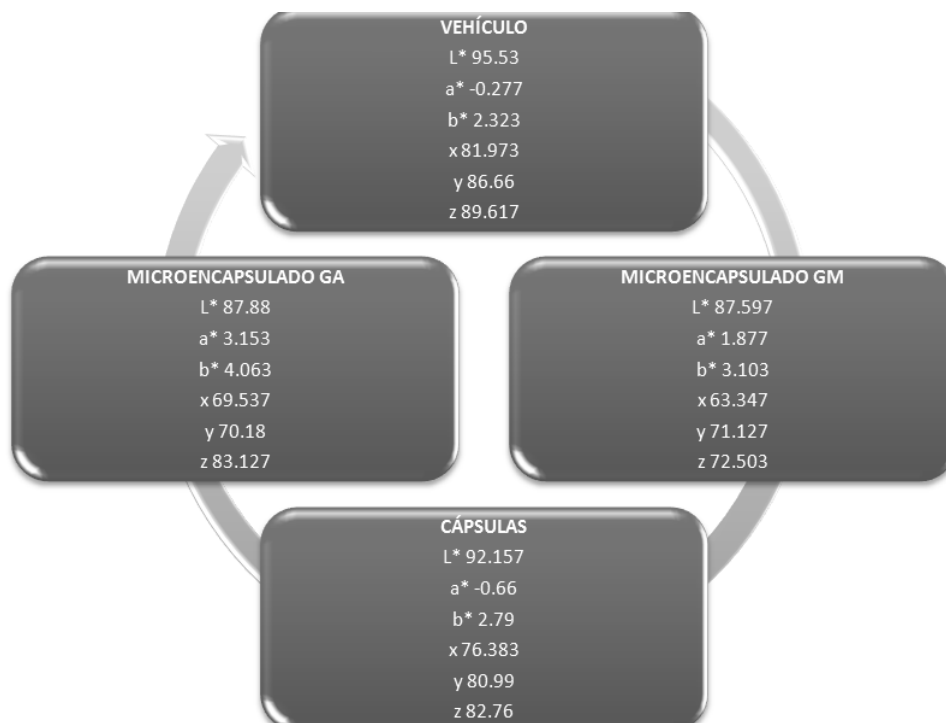 VEHÍCULO
L* 95.53
a* -0.277
b* 2.323
x 81.973
y 86.66
z 89.617
MICROENCAPSULADO GA
L* 87.88
a* 3.153
b* 4.063
x 69.537
y 70.18
z 83.127
MICROENCAPSULADO GM
L* 87.597
a* 1.877
b* 3.103
x 63.347
y 71.127
z 72.503
CÁPSULAS
L* 92.157
a* -0.66
b* 2.79
x 76.383
y 80.99
z 82.76